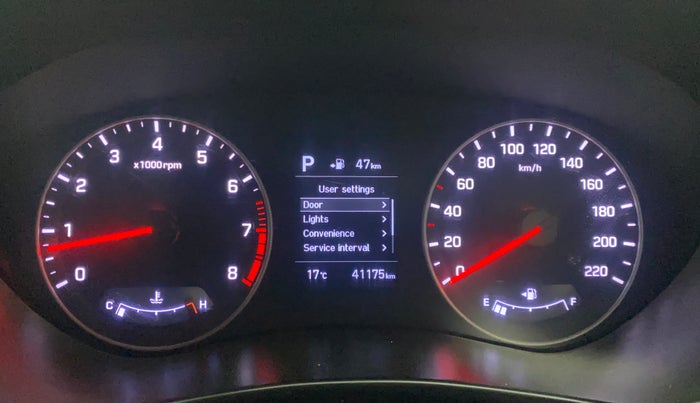 0 1 2 3 4 5 6 7 8
x1000rpm
C H
P 47km
User settings
Door >
Lights >
Convenience >
Service interval >
17°C 41175km
0 20 40 60 80 100 120 140 160 180 200 220
km/h
E F